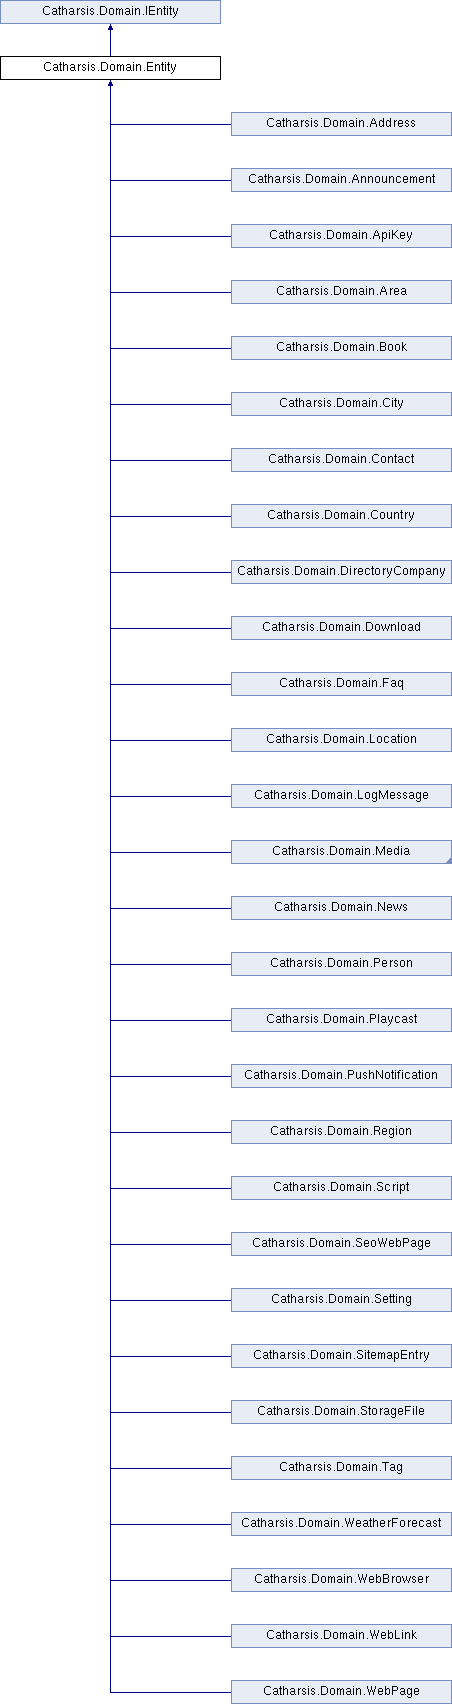 Catharsis.Domain.IEntity
Catharsis.Domain.Entity
Catharsis.Domain.Address
Catharsis.Domain.Announcement
Catharsis.Domain.ApiKey
Catharsis.Domain.Area
Catharsis.Domain.Book
Catharsis.Domain.City
Catharsis.Domain.Contact
Catharsis.Domain.Country
Catharsis.Domain.DirectoryCompany
Catharsis.Domain.Download
Catharsis.Domain.Faq
Catharsis.Domain.Location
Catharsis.Domain.LogMessage
Catharsis.Domain.Media
Catharsis.Domain.News
Catharsis.Domain.Person
Catharsis.Domain.Playcast
Catharsis.Domain.PushNotification
Catharsis.Domain.Region
Catharsis.Domain.Script
Catharsis.Domain.SeoWebPage
Catharsis.Domain.Setting
Catharsis.Domain.SitemapEntry
Catharsis.Domain.StorageFile
Catharsis.Domain.Tag
Catharsis.Domain.WeatherForecast
Catharsis.Domain.WebBrowser
Catharsis.Domain.WebLink
Catharsis.Domain.WebPage